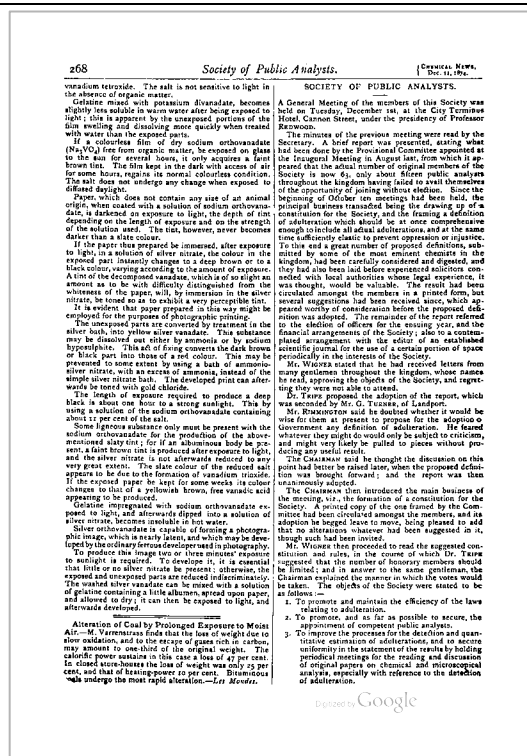 268
Society of Public Analysts.
{ CHEMICAL NEWS,
Dec. 11, 1874.
vanadium tetroxide. The salt is not sensitive to light in
the absence of organic matter.
Gelatine mixed with potassium divanadate, becomes
slightly less soluble in warm water after being exposed to
light; this is apparent by the unexposed portions of the
film swelling and dissolving more quickly when treated
with water than the exposed parts.
If a colourless film of dry sodium orthovanadate
(Na₃VO₄) free from organic matter, be exposed on glass
to the sun for several hours, it only acquires a faint
brown tint. The film kept in the dark with access of air
for some hours, regains its normal colourless condition.
The salt does not undergo any change when exposed to
diffused daylight.
Paper, which does not contain any size of an animal
origin, when coated with a solution of sodium orthovana-
date, is darkened on exposure to light, the depth of tint
depending on the length of exposure and on the strength
of the solution used. The tint, however, never becomes
darker than a slate colour.
If the paper thus prepared be immersed, after exposure
to light, in a solution of silver nitrate, the colour in the
exposed part instantly changes to a deep brown or to a
black colour, varying according to the amount of exposure.
A tint of the decomposed vanadate, which is of so slight an
amount as to be with difficulty distinguished from the
whiteness of the paper, will, by immersion in the silver
nitrate, be toned so as to exhibit a very perceptible tint.
It is evident that paper prepared in this way might be
employed for the purposes of photographic printing.
The unexposed parts are converted by treatment in the
silver bath, into yellow silver vanadate. This substance
may be dissolved out either by ammonia or by sodium
hyposulphite. This act of fixing converts the dark brown
or black part into those of a red colour. This may be
prevented to some extent by using a bath of ammonio-
silver nitrate, with an excess of ammonia, instead of the
simple silver nitrate bath. The developed print can after-
wards be toned with gold chloride.
The length of exposure required to produce a deep
black is about one hour to a strong sunlight. This by
using a solution of the sodium orthovanadate containing
about 11 per cent of the salt.
Some ligneous substance only must be present with the
sodium orthovanadate for the production of the above-
mentioned slaty tint; for if an albuminous body be pre-
sent, a faint brown tint is produced after exposure to light,
and the silver nitrate is not afterwards reduced to any
very great extent. The slate colour of the reduced salt
appears to be due to the formation of vanadium trioxide.
If the exposed paper be kept for some weeks its colour
changes to that of a yellowish brown, free vanadic acid
appearing to be produced.
Gelatine impregnated with sodium orthovanadate ex-
posed to light, and afterwards dipped into a solution of
silver nitrate, becomes insoluble in hot water.
Silver orthovanadate is capable of forming a photogra-
phic image, which is nearly latent, and which may be deve-
loped by the ordinary ferrous developer used in photography.
To produce this image two or three minutes' exposure
to sunlight is required. To develope it, it is essential
that little or no silver nitrate be present; otherwise, the
exposed and unexposed parts are reduced indiscriminately.
The washed silver vanadate can be mixed with a solution
of gelatine containing a little albumen, spread upon paper,
and allowed to dry; it can then be exposed to light, and
afterwards developed.
Alteration of Coal by Prolonged Exposure to Moist
Air.—M. Varrenstrass finds that the loss of weight due to
slow oxidation, and to the escape of gases rich in carbon,
may amount to one-third of the original weight. The
calorific power sustains in this case a loss of 47 per cent.
In closed store-houses the loss of weight was only 25 per
cent, and that of heating-power 10 per cent. Bituminous
undergo the most rapid alteration.—Les Mondes.
SOCIETY OF PUBLIC ANALYSTS.
A General Meeting of the members of this Society was
held on Tuesday, December 1st, at the City Terminus
Hotel, Cannon Street, under the presidency of Professor
REDWOOD.
The minutes of the previous meeting were read by the
Secretary. A brief report was presented, stating what
had been done by the Provisional Committee appointed at
the Inaugural Meeting in August last, from which it ap-
peared that the actual number of original members of the
Society is now 63, only about fifteen public analysts
throughout the kingdom having failed to avail themselves
of the opportunity of joining without election. Since the
beginning of October ten meetings had been held, the
principal business transacted being the drawing up of a
constitution for the Society, and the framing a definition
of adulteration which should be at once comprehensive
enough to include all actual adulterations, and at the same
time sufficiently elastic to prevent oppression or injustice.
To this end a great number of proposed definitions, sub-
mitted by some of the most eminent chemists in the
kingdom, had been carefully considered and digested, and
they had also been laid before experienced solicitors con-
nected with local authorities whose legal experience, it
was thought, would be valuable. The result had been
circulated amongst the members in a printed form, but
several suggestions had been received since, which ap-
peared worthy of consideration before the proposed defi-
nition was adopted. The remainder of the report referred
to the election of officers for the ensuing year, and the
financial arrangements of the Society; also to a contem-
plated arrangement with the editor of an established
scientific journal for the use of a certain portion of space
periodically in the interests of the Society.
Mr. WIGNER stated that he had received letters from
many gentlemen throughout the kingdom, whose names
he read, approving the objects of the Society, and regret-
ting they were not able to attend.
Dr. TRIPE proposed the adoption of the report, which
was seconded by Mr. G. TURNER, of Landport.
Mr. RIMMINGTON said he doubted whether it would be
wise for them at present to propose for the adoption o
Government any definition of adulteration. He feared
whatever they might do would only be subject to criticism,
and might very likely be pulled to pieces without pro-
ducing any useful result.
The CHAIRMAN said he thonght the discussion on this
point had better be raised later, when the proposed defini-
tion was brought forward; and the report was then
unanimously adopted.
The CHAIRMAN then introduced the main business of
the meeting, viz., the formation of a constitution for the
Society. A printed copy of the one framed by the Com-
mittee had been circulated amongst the members, and its
adoption he begged leave to move, being pleased to add
that no alterations whatever had been suggested in it,
though such had been invited.
Mr. WIGNER then proceeded to read the suggested con-
stitution and rules, in the course of which Dr. TRIPE
suggested that the number of honorary members should
be limited; and in answer to the same gentleman, the
Chairman explained the manner in which the votes would
be taken. The objects of the Society were stated to be
as follows:—
1. To promote and maintain the efficiency of the laws
relating to adulteration.
2. To promote, and as far as possible to secure, the
appointment of competent public analysts.
3. To improve the processes for the detection and quan-
titative estimation of adulterations, and to secure
uniformity in the statement of the results by holding
periodical meetings for the reading and discussion
of original papers on chemical and microscopical
analysis, especially with reference to the detection
of adulteration.
Digitized by Google